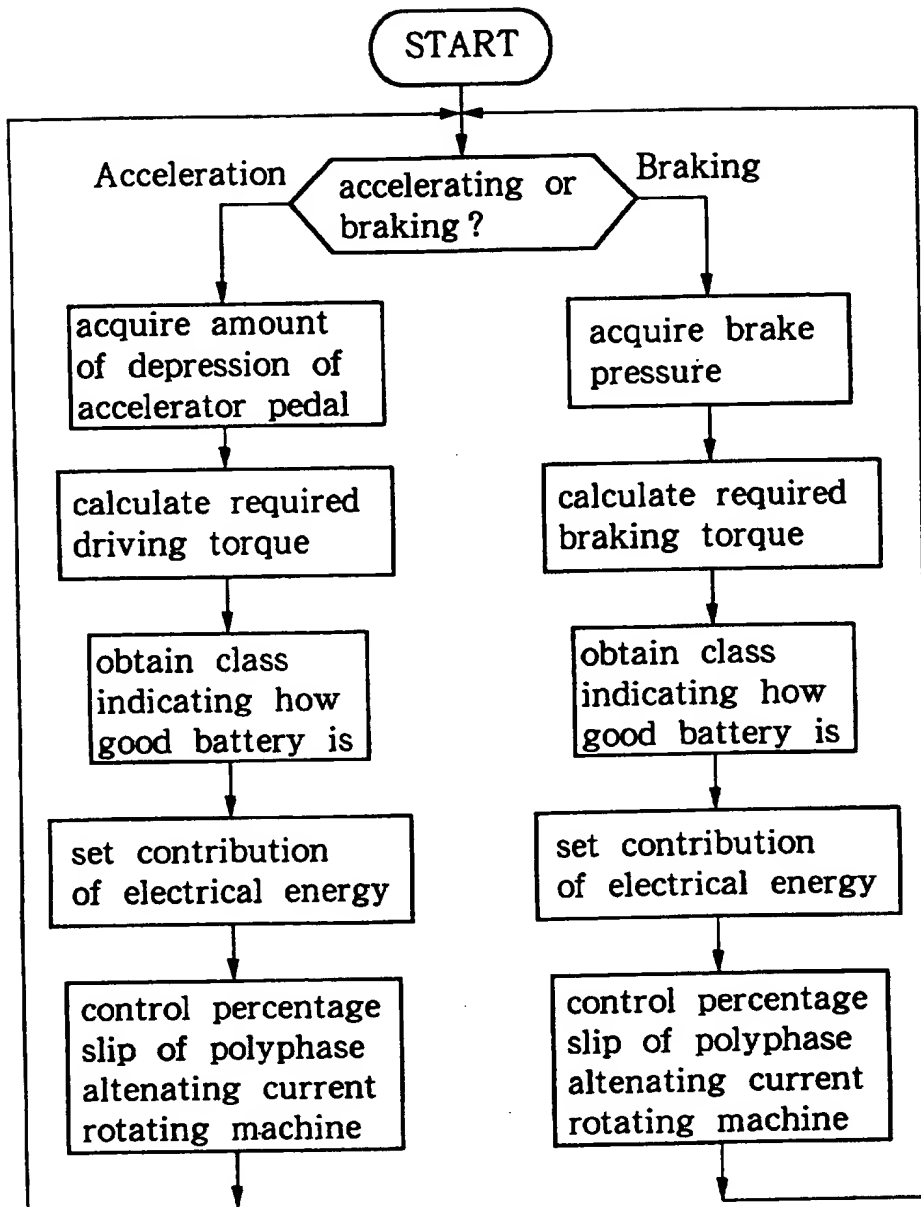 START
Acceleration
accelerating or
braking ?
Braking
acquire amount
of depression of
accelerator pedal
calculate required
driving torque
obtain class
indicating how
good battery is
set contribution
of electrical energy
control percentage
slip of polyphase
altenating current
rotating machine
acquire brake
pressure
calculate required
braking torque
obtain class
indicating how
good battery is
set contribution
of electrical energy
control percentage
slip of polyphase
altenating current
rotating machine